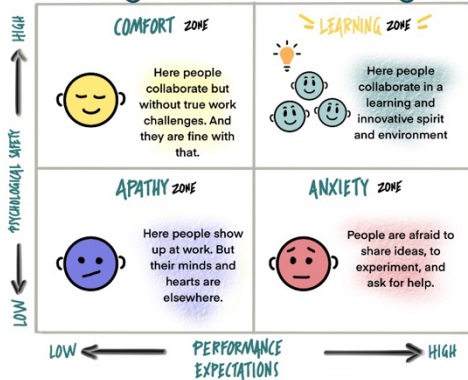 HIGH
PSYCHOLOGICAL SAFETY
LOW
COMFORT ZONE
Here people
collaborate but
without true work
challenges. And
they are fine with
that.
LEARNING ZONE
Here people
collaborate in a
learning and
innovative spirit
and environment
APATHY ZONE
Here people show
up at work. But
their minds and
hearts are
elsewhere.
ANXIETY ZONE
People are afraid to
share ideas, to
experiment, and
ask for help.
LOW
PERFORMANCE
EXPECTATIONS
HIGH